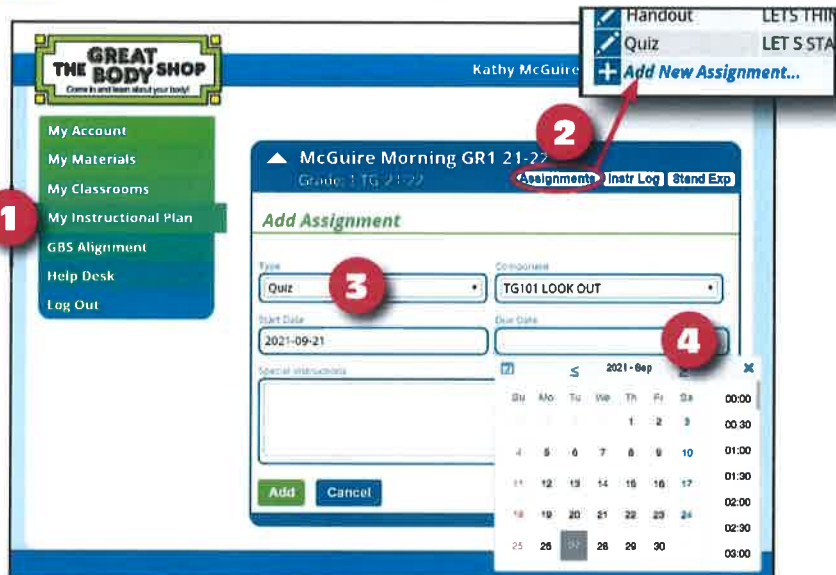 Handout LETS THIN
Quiz LET S STA
Add New Assignment...
THE GREAT BODY SHOP
Come in and learn about your body!
Kathy McGuire
My Account
My Materials
My Classrooms
My Instructional Plan
GBS Alignment
Help Desk
Log Out
1
2
McGuire Morning GR1 21-22
Grade: 1 TG 21-22
Assignments Instr Log Stand Exp
Add Assignment
Type Component
Quiz TG101 LOOK OUT
3
Start Date Due Date
2021-09-21
4
Special Instructions
2021 - Sep
Su Mo Tu We Th Fr Sa 00:00
1 2 3 00:30
4 5 6 7 8 9 10 01:00
11 12 13 14 15 16 17 01:30
18 19 20 21 22 23 24 02:00
02:30
25 26 27 28 29 30 03:00
Add Cancel